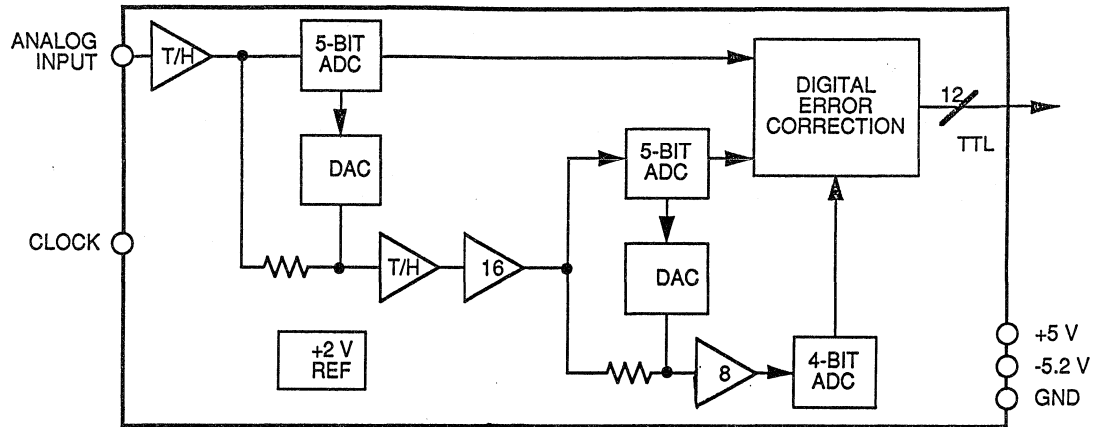 ANALOG
INPUT
T/H
5-BIT
ADC
DIGITAL
ERROR
CORRECTION
12
TTL
DAC
5-BIT
ADC
CLOCK
T/H
16
DAC
+2 V
REF
8
4-BIT
ADC
+5 V
-5.2 V
GND